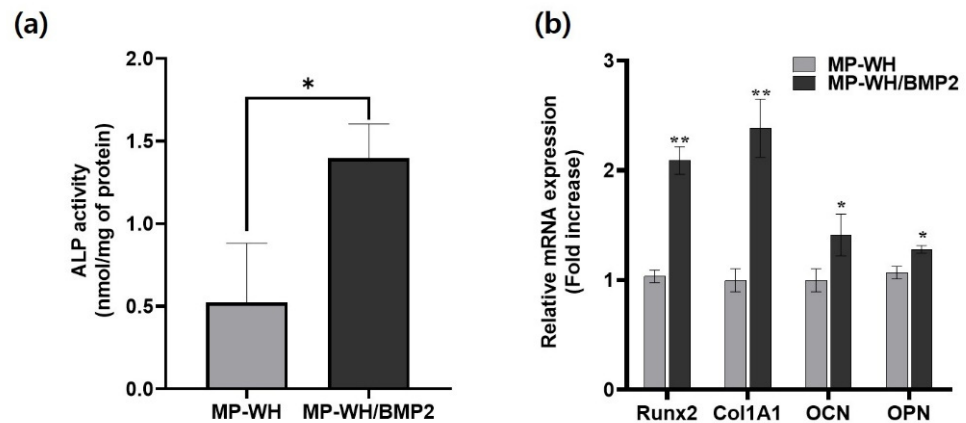 (a)
2.0
1.5
1.0
0.5
0.0
ALP activity
(nmol/mg of protein)
*
MP-WH MP-WH/BMP2
(b)
3
2
1
0
Relative mRNA expression
(Fold increase)
MP-WH
MP-WH/BMP2
** ** * *
Runx2 Col1A1 OCN OPN